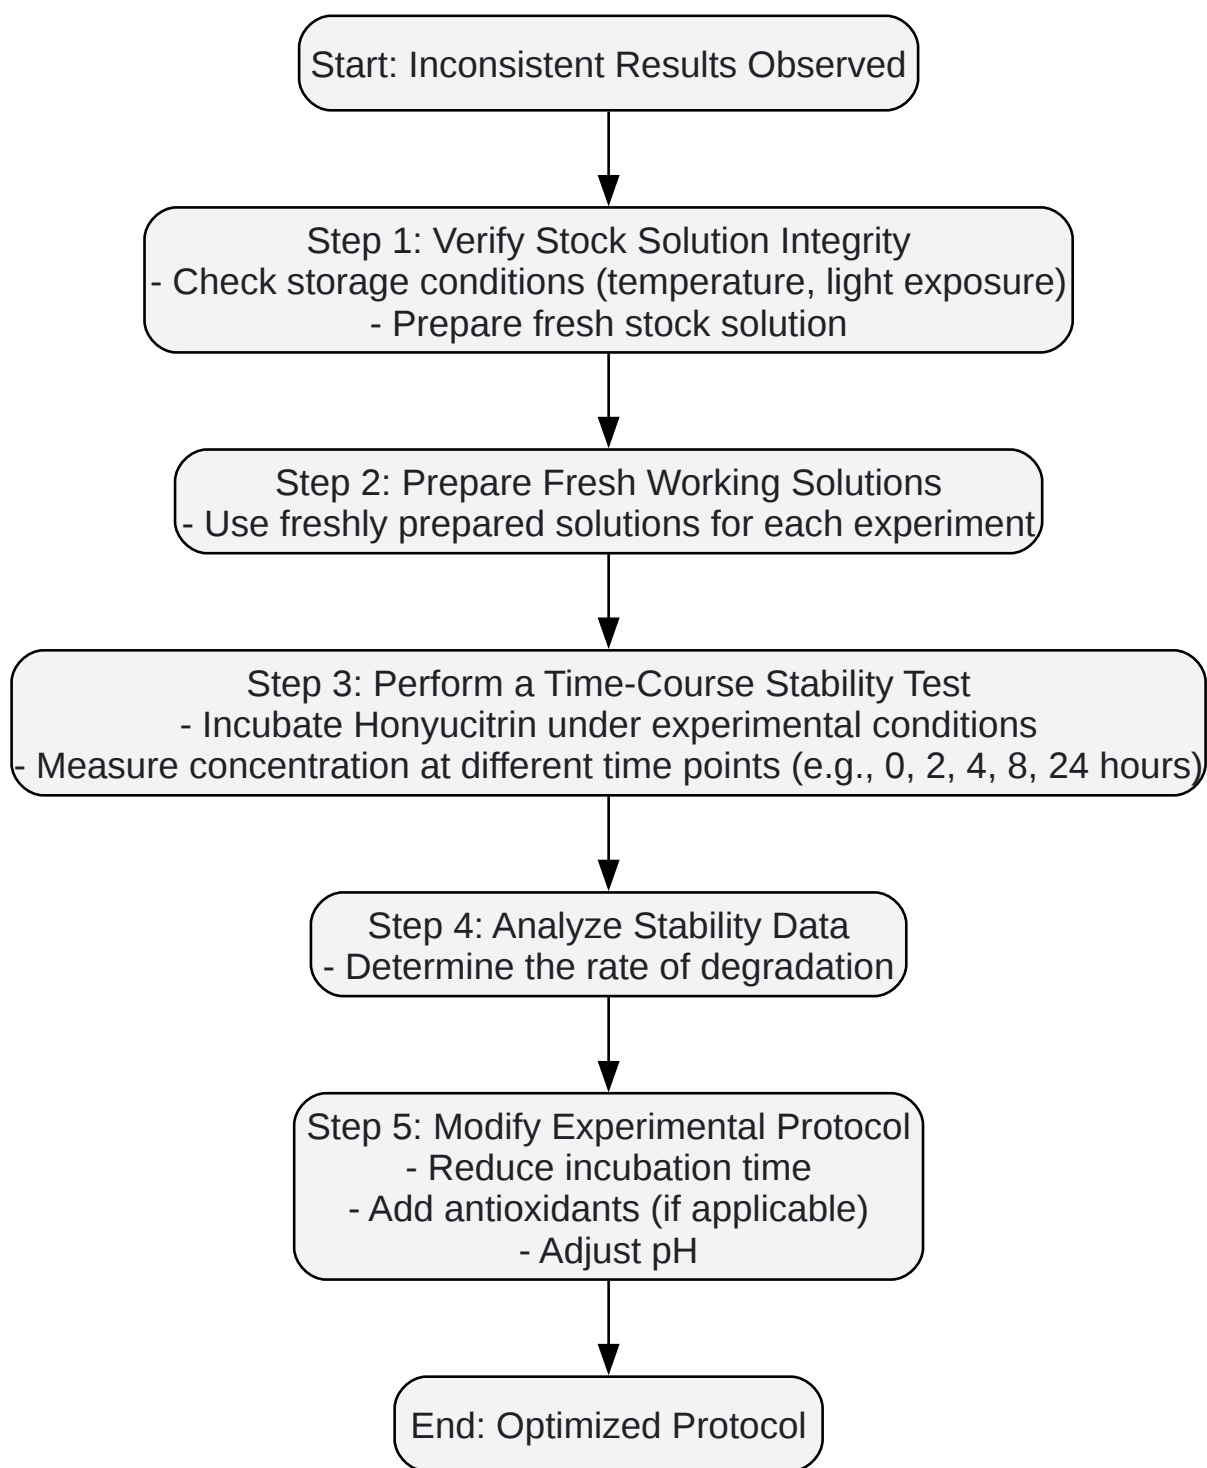 Start: Inconsistent Results Observed
Step 1: Verify Stock Solution Integrity
- Check storage conditions (temperature, light exposure)
- Prepare fresh stock solution
Step 2: Prepare Fresh Working Solutions
- Use freshly prepared solutions for each experiment
Step 3: Perform a Time-Course Stability Test
- Incubate Honyucitrin under experimental conditions
- Measure concentration at different time points (e.g., 0, 2, 4, 8, 24 hours)
Step 4: Analyze Stability Data
- Determine the rate of degradation
Step 5: Modify Experimental Protocol
- Reduce incubation time
- Add antioxidants (if applicable)
- Adjust pH
End: Optimized Protocol